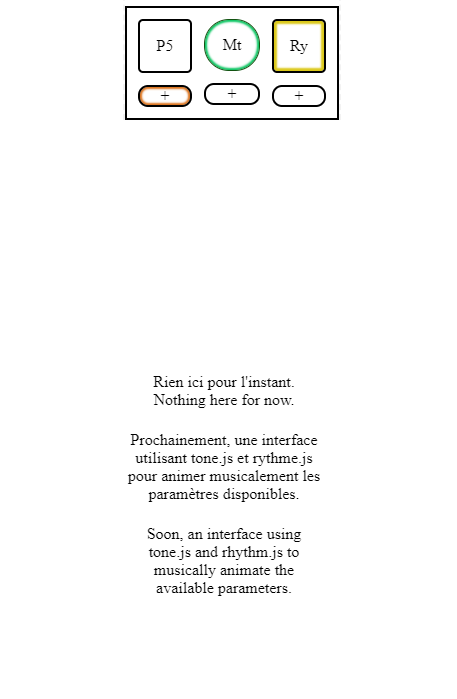 P5 Mt Ry
+ + +
Rien ici pour l'instant.
Nothing here for now.
Prochainement, une interface
utilisant tone.js et rythme.js
pour animer musicalement les
paramètres disponibles.
Soon, an interface using
tone.js and rhythm.js to
musically animate the
available parameters.